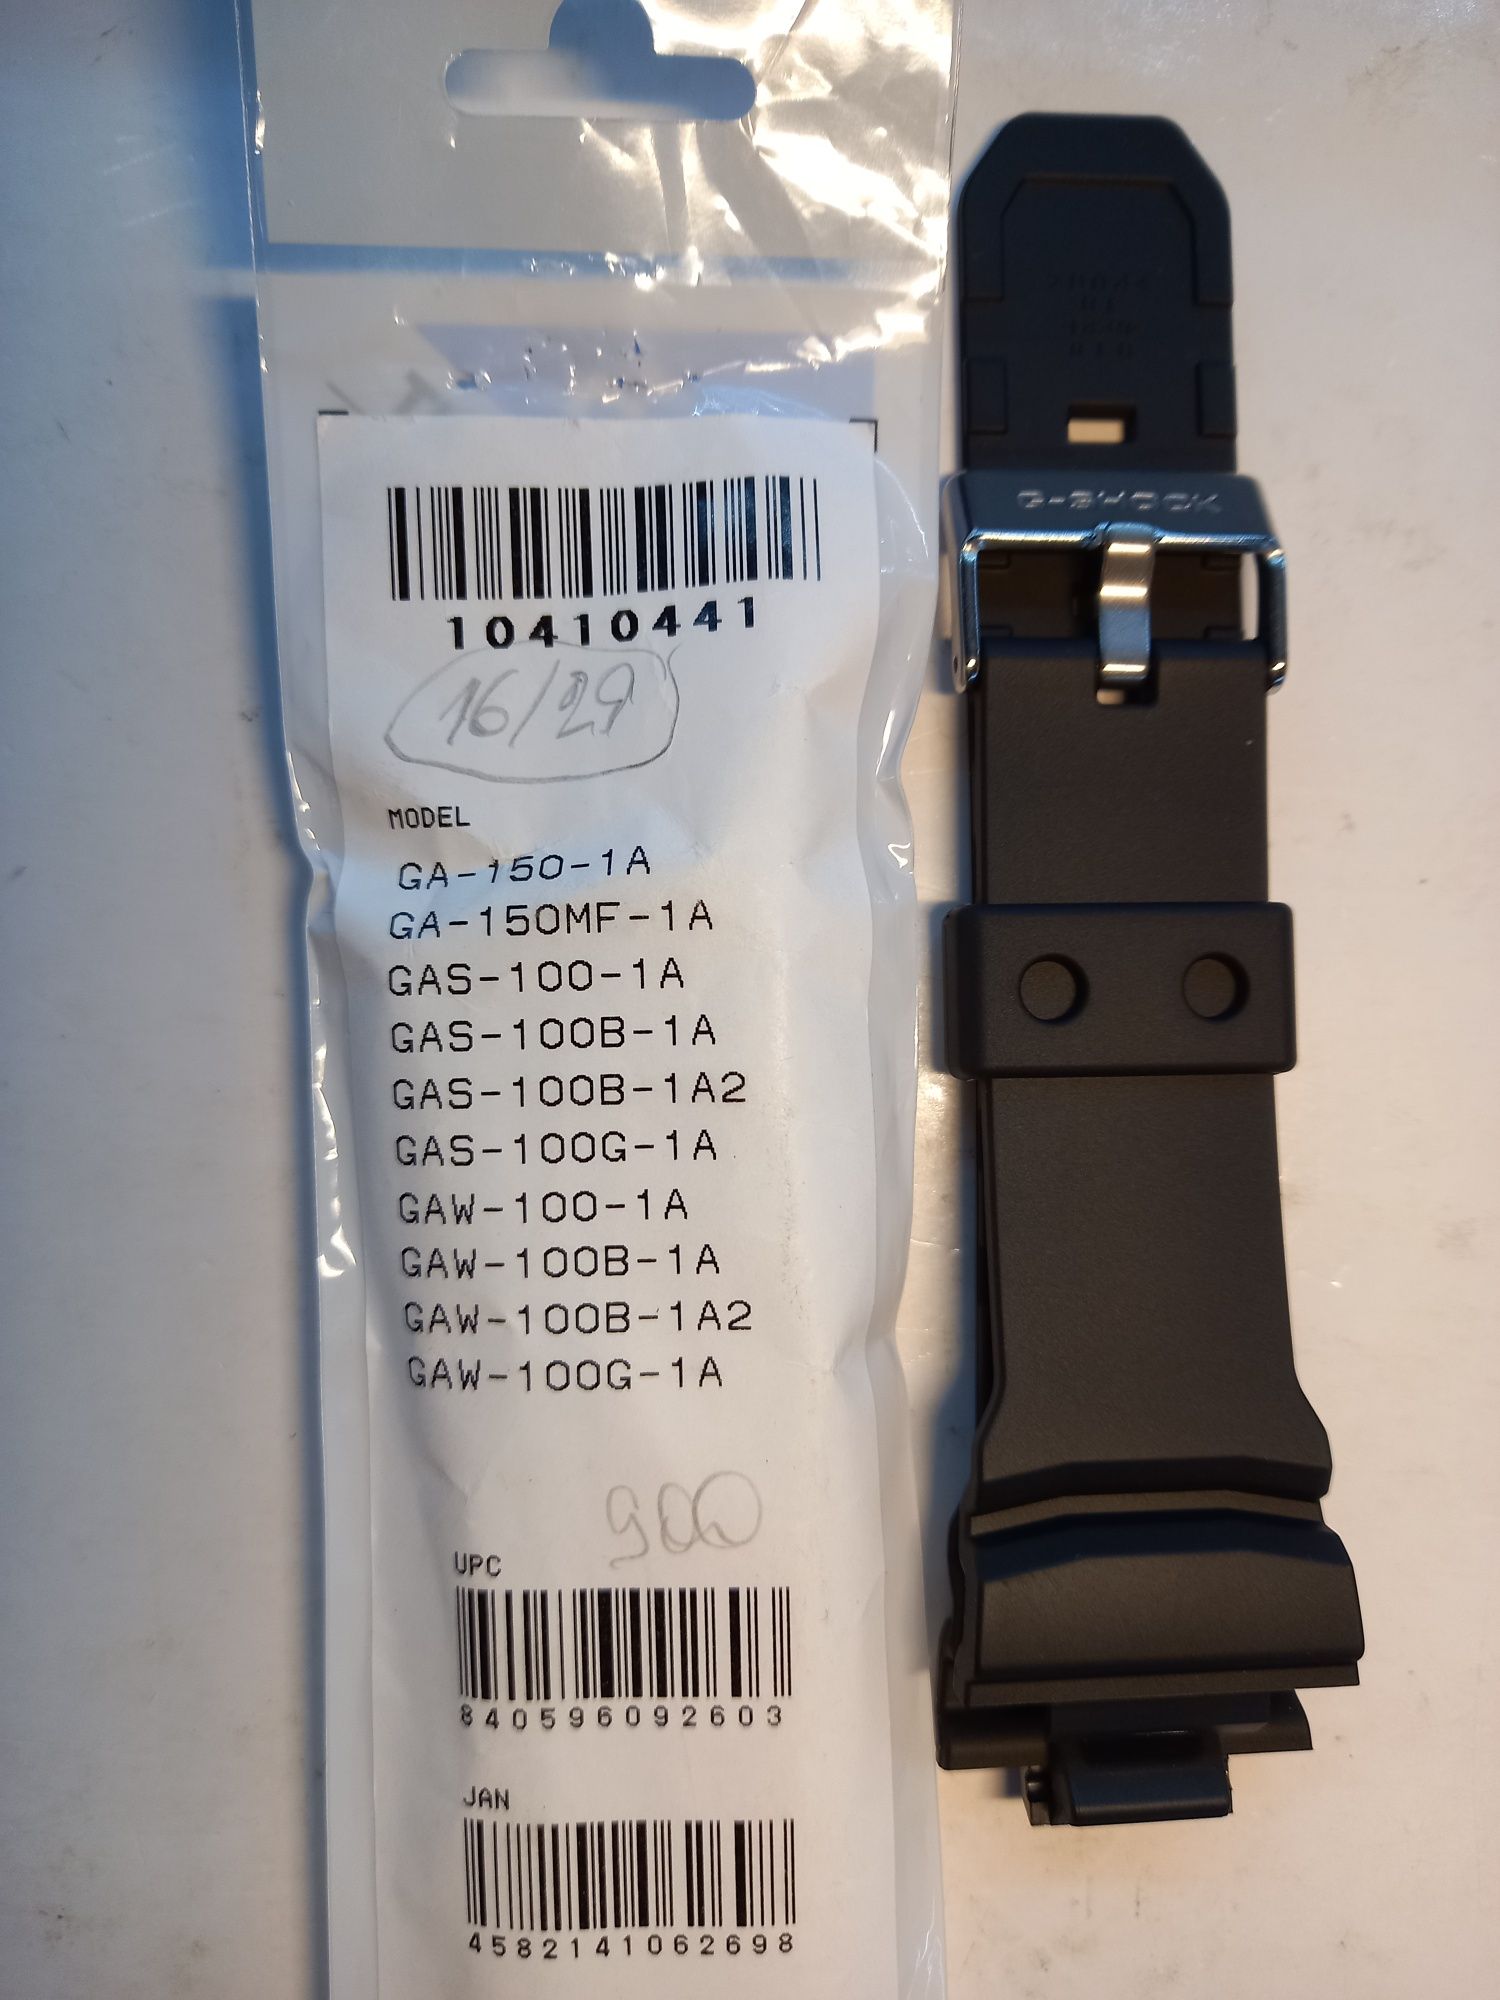 10410441
16/29
MODEL
GA-150-1A
GA-150MF-1A
GAS-100-1A
GAS-100B-1A
GAS-100B-1A2
GAS-100G-1A
GAW-100-1A
GAW-100B-1A
GAW-100B-1A2
GAW-100G-1A
900
UPC
840596092603
JAN
4582141062698
G-SHOCK